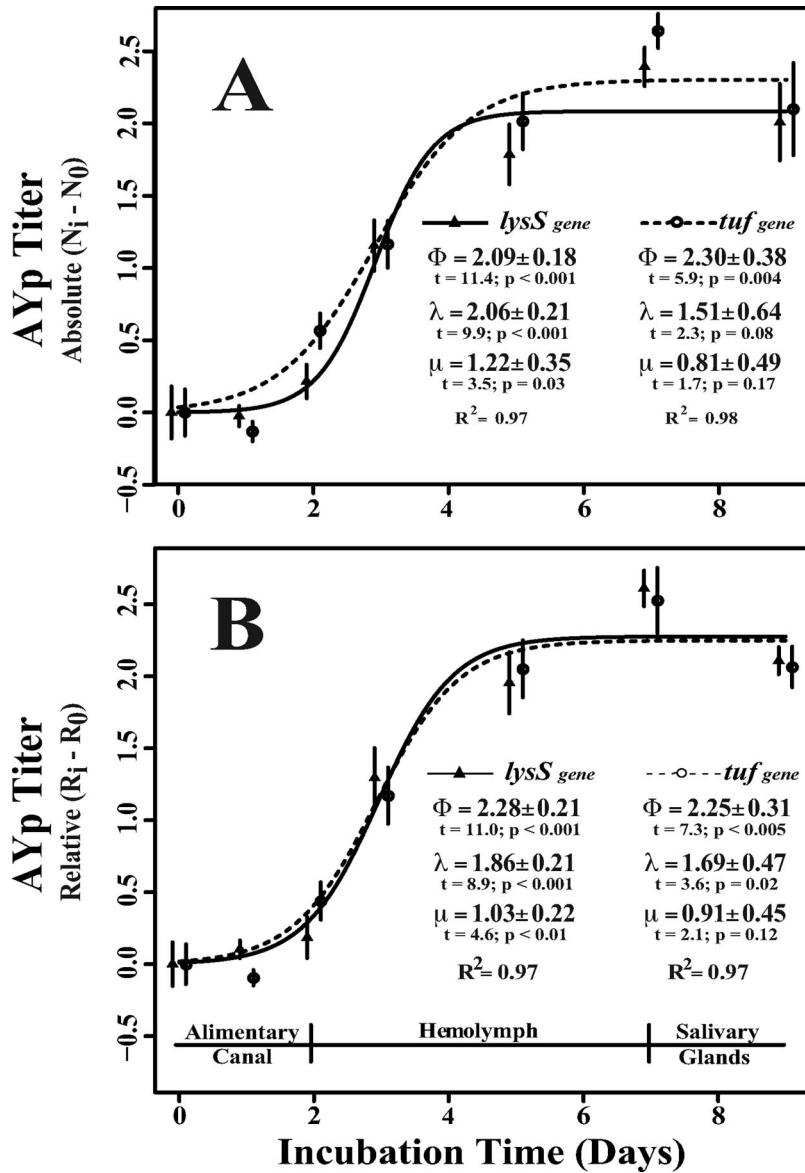 A
AYp Titer
Absolute (Ni - N0)
2.5
2.0
1.5
1.0
0.5
0.0
−0.5
lysS gene
tuf gene
Φ = 2.09±0.18
Φ = 2.30±0.38
t = 11.4; p < 0.001
t = 5.9; p = 0.004
λ = 2.06±0.21
λ = 1.51±0.64
t = 9.9; p < 0.001
t = 2.3; p = 0.08
μ = 1.22±0.35
μ = 0.81±0.49
t = 3.5; p = 0.03
t = 1.7; p = 0.17
R2= 0.97
R2= 0.98
0 2 4 6 8
B
AYp Titer
Relative (Ri - R0)
2.5
2.0
1.5
1.0
0.5
0.0
−0.5
lysS gene
tuf gene
Φ = 2.28±0.21
Φ = 2.25±0.31
t = 11.0; p < 0.001
t = 7.3; p < 0.005
λ = 1.86±0.21
λ = 1.69±0.47
t = 8.9; p < 0.001
t = 3.6; p = 0.02
μ = 1.03±0.22
μ = 0.91±0.45
t = 4.6; p < 0.01
t = 2.1; p = 0.12
R2= 0.97
R2= 0.97
Alimentary
Canal
Hemolymph
Salivary
Glands
0 2 4 6 8
Incubation Time (Days)